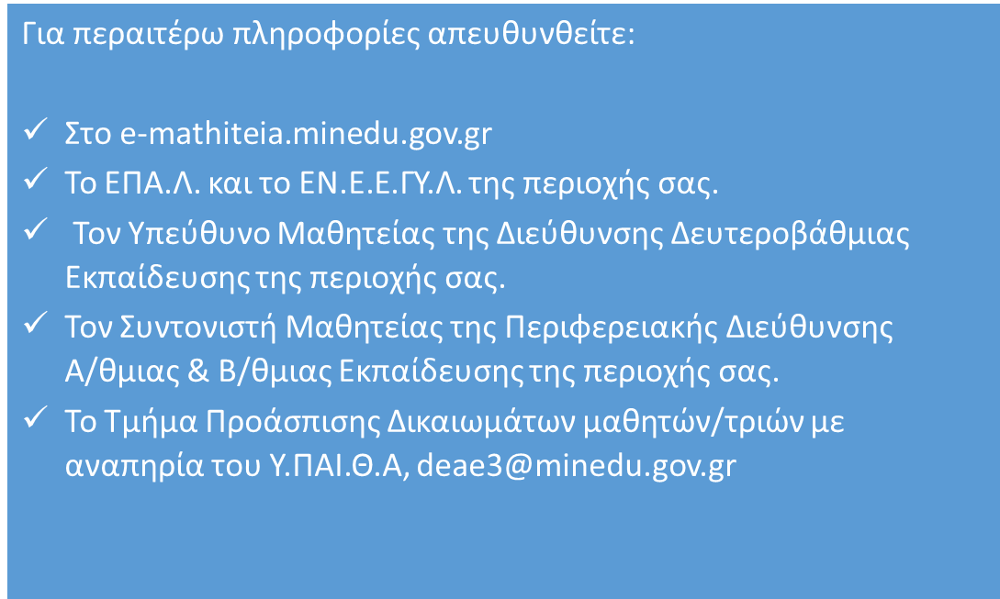 Για περαιτέρω πληροφορίες απευθυνθείτε:
✓ Στο e-mathiteia.minedu.gov.gr
✓ Το ΕΠΑ.Λ. και το ΕΝ.Ε.Ε.ΓΥ.Λ. της περιοχής σας.
✓ Τον Υπεύθυνο Μαθητείας της Διεύθυνσης Δευτεροβάθμιας
Εκπαίδευσης της περιοχής σας.
✓ Τον Συντονιστή Μαθητείας της Περιφερειακής Διεύθυνσης
Α/θμιας & Β/θμιας Εκπαίδευσης της περιοχής σας.
✓ Το Τμήμα Προάσπισης Δικαιωμάτων μαθητών/τριών με
αναπηρία του Υ.ΠΑΙ.Θ.Α, deae3@minedu.gov.gr